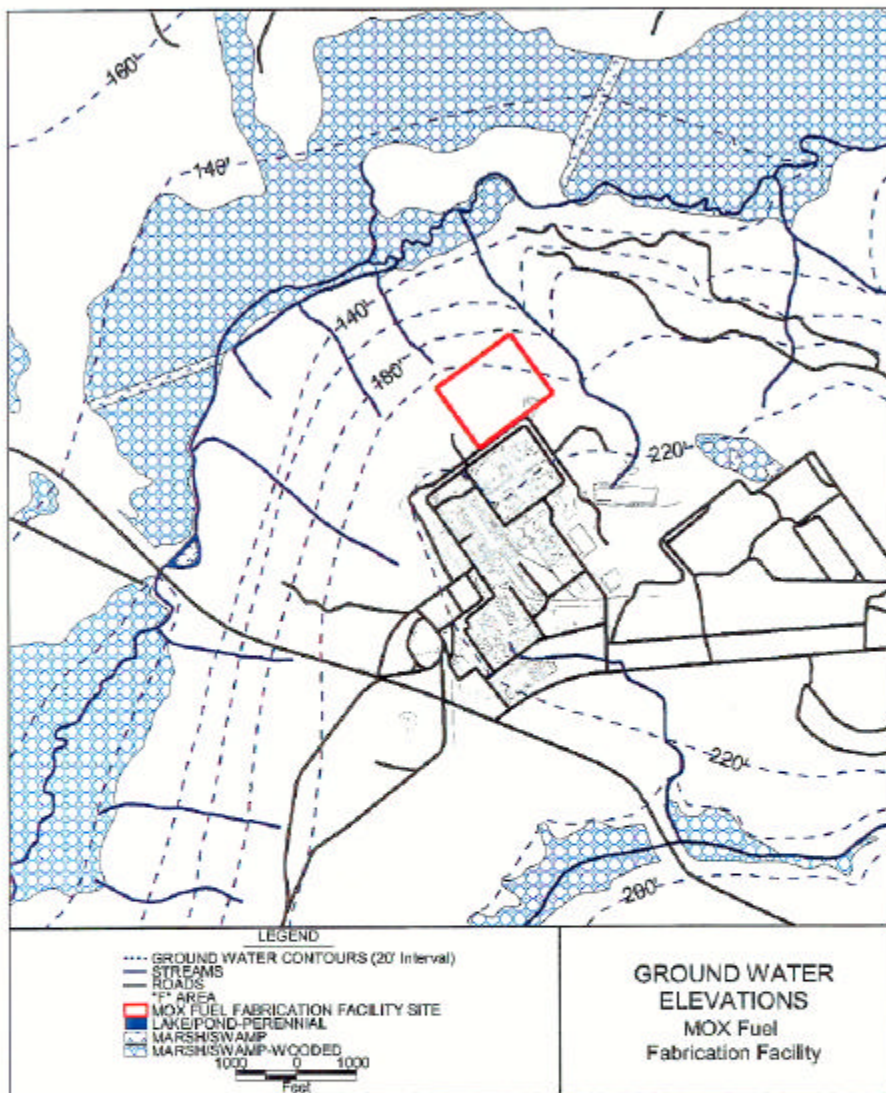 160'
140'
140'
180'
220'
220'
200'
LEGEND
GROUND WATER CONTOURS (20' Interval)
STREAMS
ROADS
"F" AREA
MOX FUEL FABRICATION FACILITY SITE
LAKE/POND-PERENNIAL
MARSH/SWAMP
MARSH/SWAMP-WOODED
1000 0 1000
Feet
GROUND WATER
ELEVATIONS
MOX Fuel
Fabrication Facility